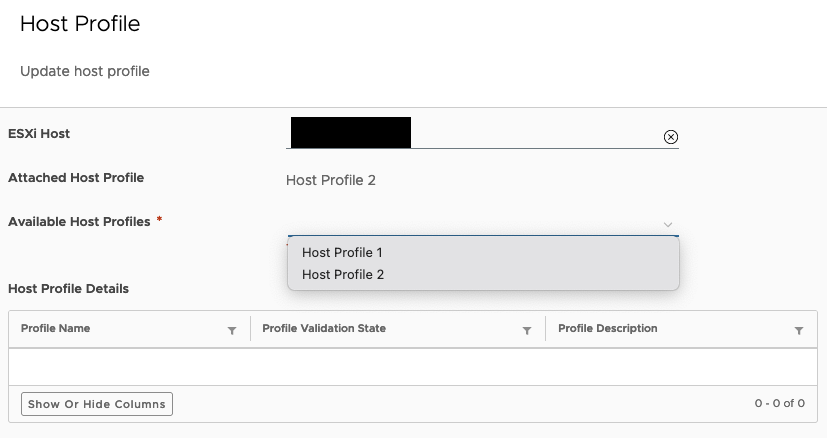 Host Profile
Update host profile
ESXi Host
Attached Host Profile
Host Profile 2
Available Host Profiles *
Host Profile 1
Host Profile 2
Host Profile Details
Profile Name
Profile Validation State
Profile Description
Show Or Hide Columns
0 - 0 of 0